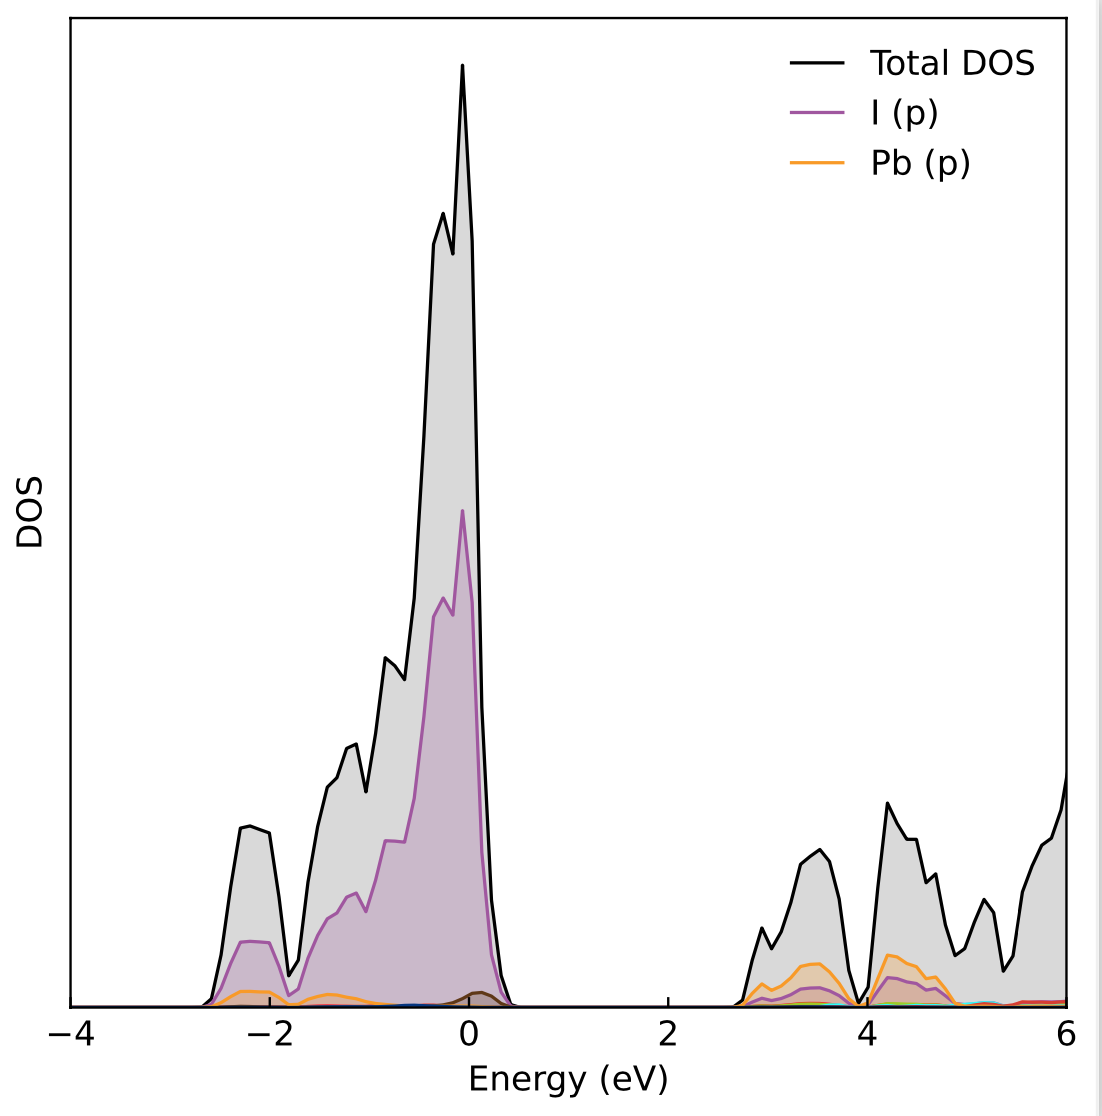 Total DOS
I (p)
Pb (p)
DOS
−4 −2 0 2 4 6
Energy (eV)